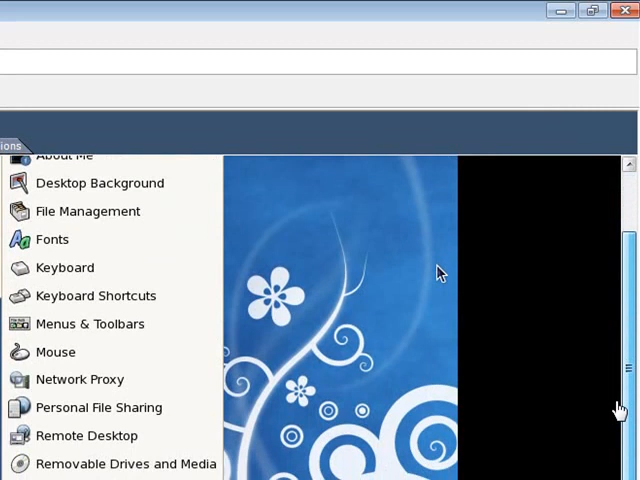 ions
About Me
Desktop Background
File Management
Fonts
Keyboard
Keyboard Shortcuts
Menus & Toolbars
Mouse
Network Proxy
Personal File Sharing
Remote Desktop
Removable Drives and Media